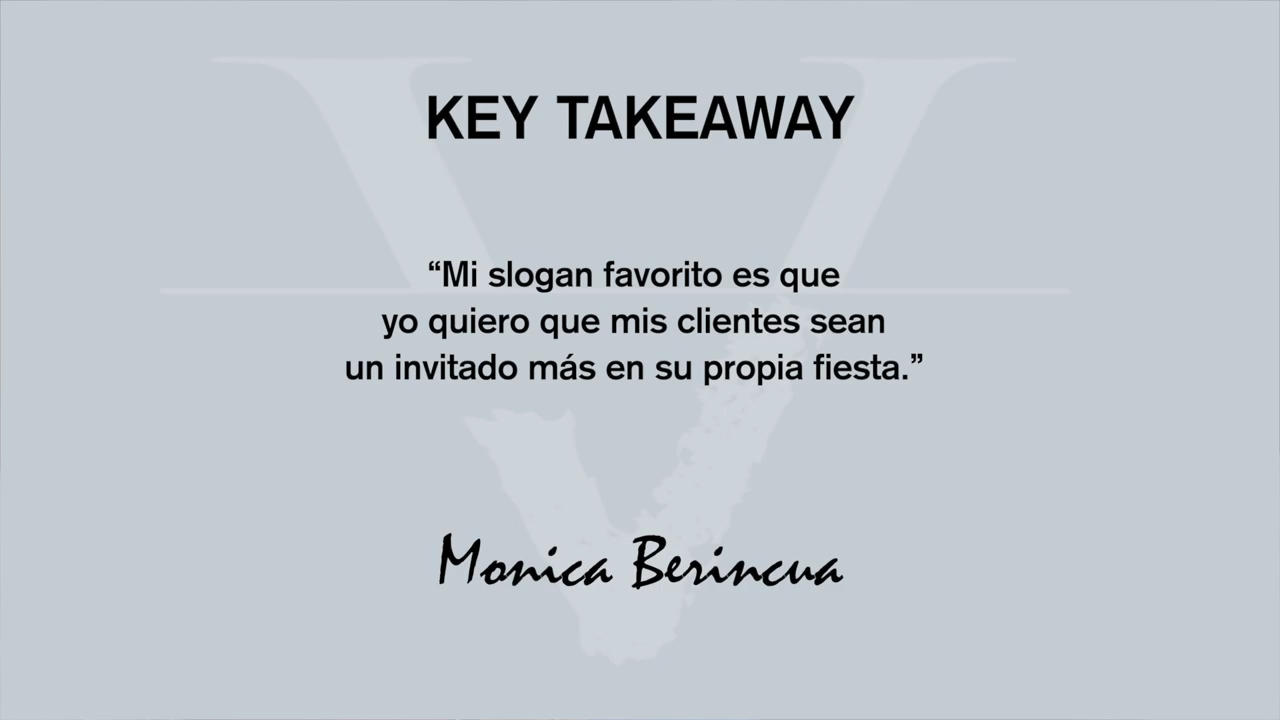 KEY TAKEAWAY
“Mi slogan favorito es que
yo quiero que mis clientes sean
un invitado más en su propia fiesta.”
Monica Berincua